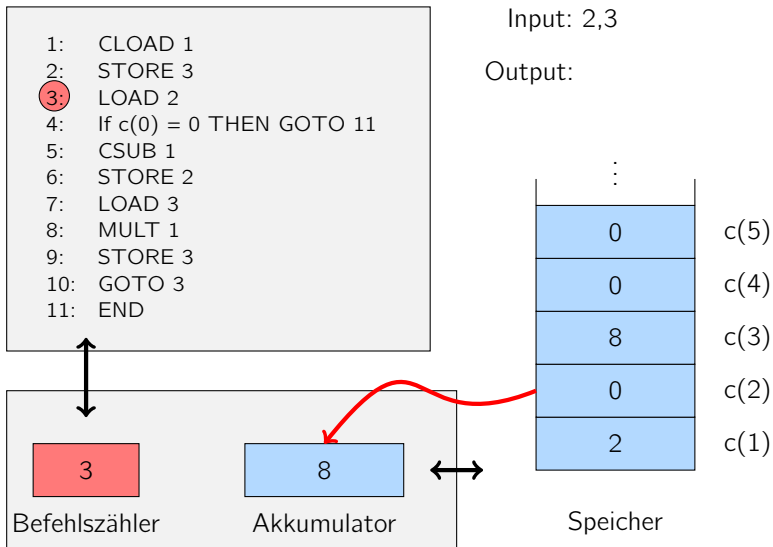 Input: 2,3
Output:
1: CLOAD 1
2: STORE 3
3: LOAD 2
4: If c(0) = 0 THEN GOTO 11
5: CSUB 1
6: STORE 2
7: LOAD 3
8: MULT 1
9: STORE 3
10: GOTO 3
11: END
⋮
0 c(5)
0 c(4)
8 c(3)
0 c(2)
2 c(1)
3
8
Befehlszähler
Akkumulator
Speicher